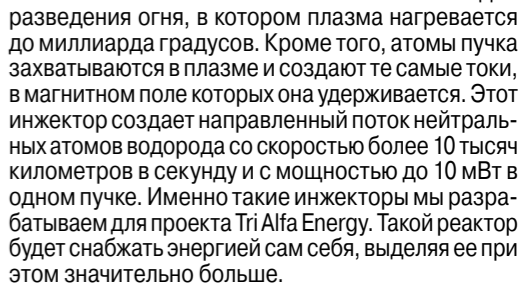 разведения огня, в котором плазма нагревается
до миллиарда градусов. Кроме того, атомы пучка
захватываются в плазме и создают те самые токи,
в магнитном поле которых она удерживается. Этот
инжектор создает направленный поток нейтраль-
ных атомов водорода со скоростью более 10 тысяч
километров в секунду и с мощностью до 10 мВт в
одном пучке. Именно такие инжекторы мы разра-
батываем для проекта Tri Alfa Energy. Такой реактор
будет снабжать энергией сам себя, выделяя ее при
этом значительно больше.